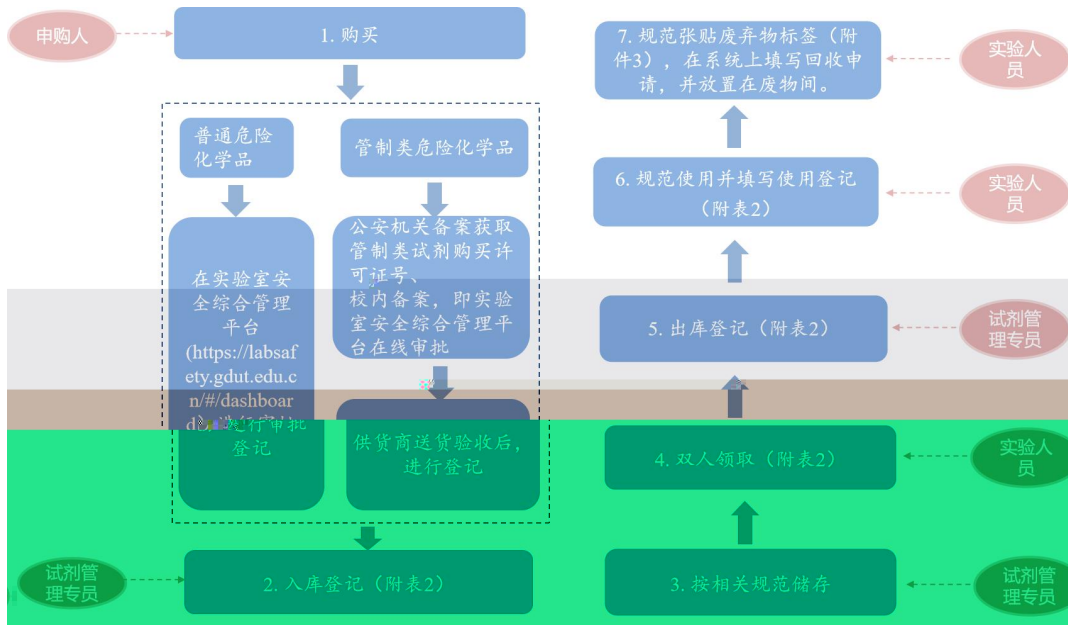 申购人
1. 购买
普通危险
化学品
管制类危险化学品
在实验室安
全综合管理
平台
(https://labsaf
ety.gdut.edu.c
n/#/dashboar
进行审批
登记
公安机关备案获取
管制类试剂购买许
可证号、
校内备案，即实验
室安全综合管理平
台在线审批
供货商送货验收后，
进行登记
试剂管
理专员
2. 入库登记（附表2）
3. 按相关规范储存
试剂管
理专员
4. 双人领取（附表2）
实验人
员
5. 出库登记（附表2）
试剂管
理专员
6. 规范使用并填写使用登记
（附表2）
实验人
员
7. 规范张贴废弃物标签（附
件3），在系统上填写回收申
请，并放置在废物间。
实验人
员